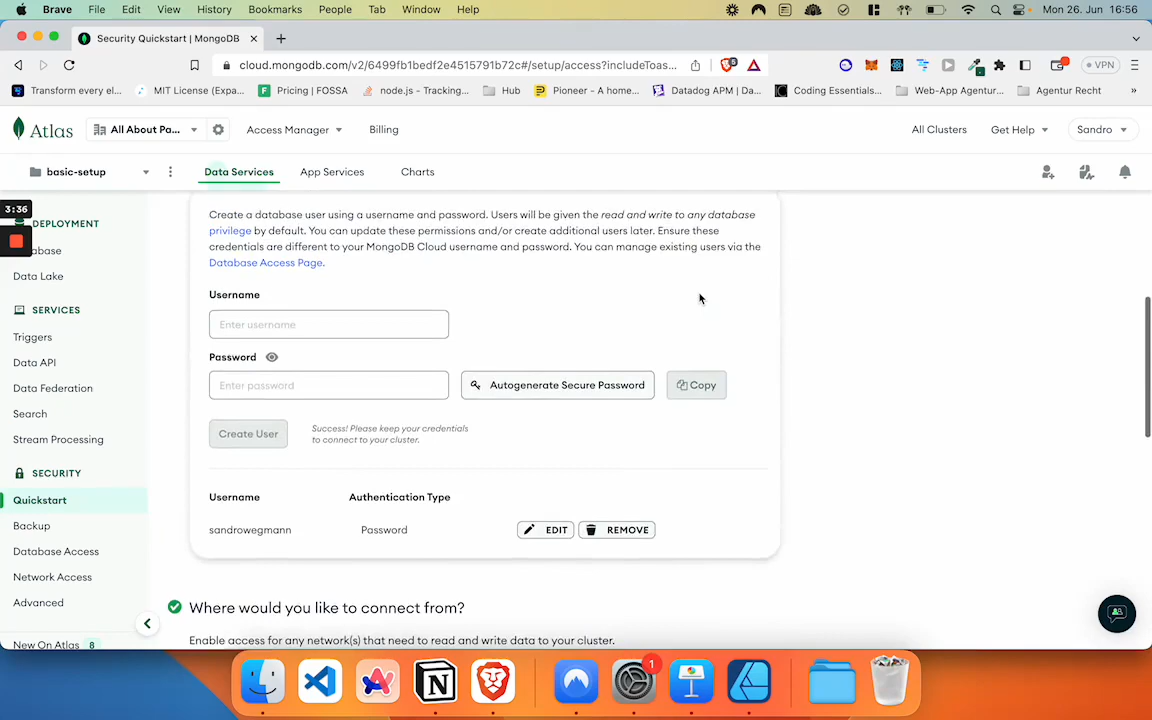 Brave File Edit View History Bookmarks People Tab Window Help Mon 26. Jun 16:56
Security Quickstart | MongoDB
cloud.mongodb.com/v2/6499fb1bedf2e4515791b72c#/setup/access?includeToas... VPN
Transform every el... MIT License (Expa... Pricing | FOSSA node.js - Tracking... Hub Pioneer - A home... Datadog APM | Da... Coding Essentials... Web-App Agentur... Agentur Recht »
Atlas All About Pa... Access Manager Billing All Clusters Get Help Sandro
basic-setup Data Services App Services Charts
3:36
DEPLOYMENT
abase
Data Lake
SERVICES
Triggers
Data API
Data Federation
Search
Stream Processing
SECURITY
Quickstart
Backup
Database Access
Network Access
Advanced
New On Atlas 8
Create a database user using a username and password. Users will be given the read and write to any database
privilege by default. You can update these permissions and/or create additional users later. Ensure these
credentials are different to your MongoDB Cloud username and password. You can manage existing users via the
Database Access Page.
Username
Enter username
Password
Enter password Autogenerate Secure Password Copy
Create User Success! Please keep your credentials
to connect to your cluster.
Username Authentication Type
sandrowegmann Password EDIT REMOVE
Where would you like to connect from?
Enable access for any network(s) that need to read and write data to your cluster.
1